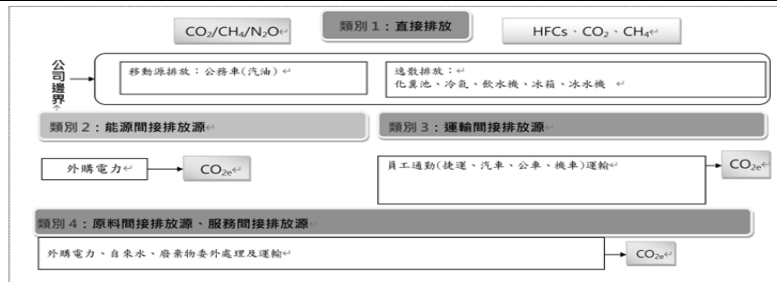 CO₂/CH₄/N₂O↵
類別 1：直接排放
HFCs、CO₂、CH₄↵
公司邊界↵
移動源排放：公務車(汽油) ↵
逸散排放：↵
化糞池、冷氣、飲水機、冰箱、冰水機 ↵
類別 2：能源間接排放源↵
類別 3：運輸間接排放源↵
外購電力↵
CO₂ₑ↵
員工通勤(捷運、汽車、公車、機車)運輸↵
CO₂ₑ↵
類別 4：原料間接排放源、服務間接排放源↵
外購電力、自來水、廢棄物委外處理及運輸↵
CO₂ₑ↵